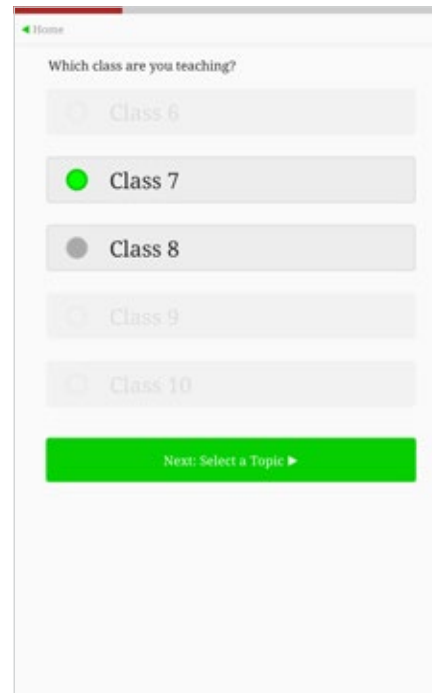 ◀ Home
Which class are you teaching?
Class 6
Class 7
Class 8
Class 9
Class 10
Next: Select a Topic ▶